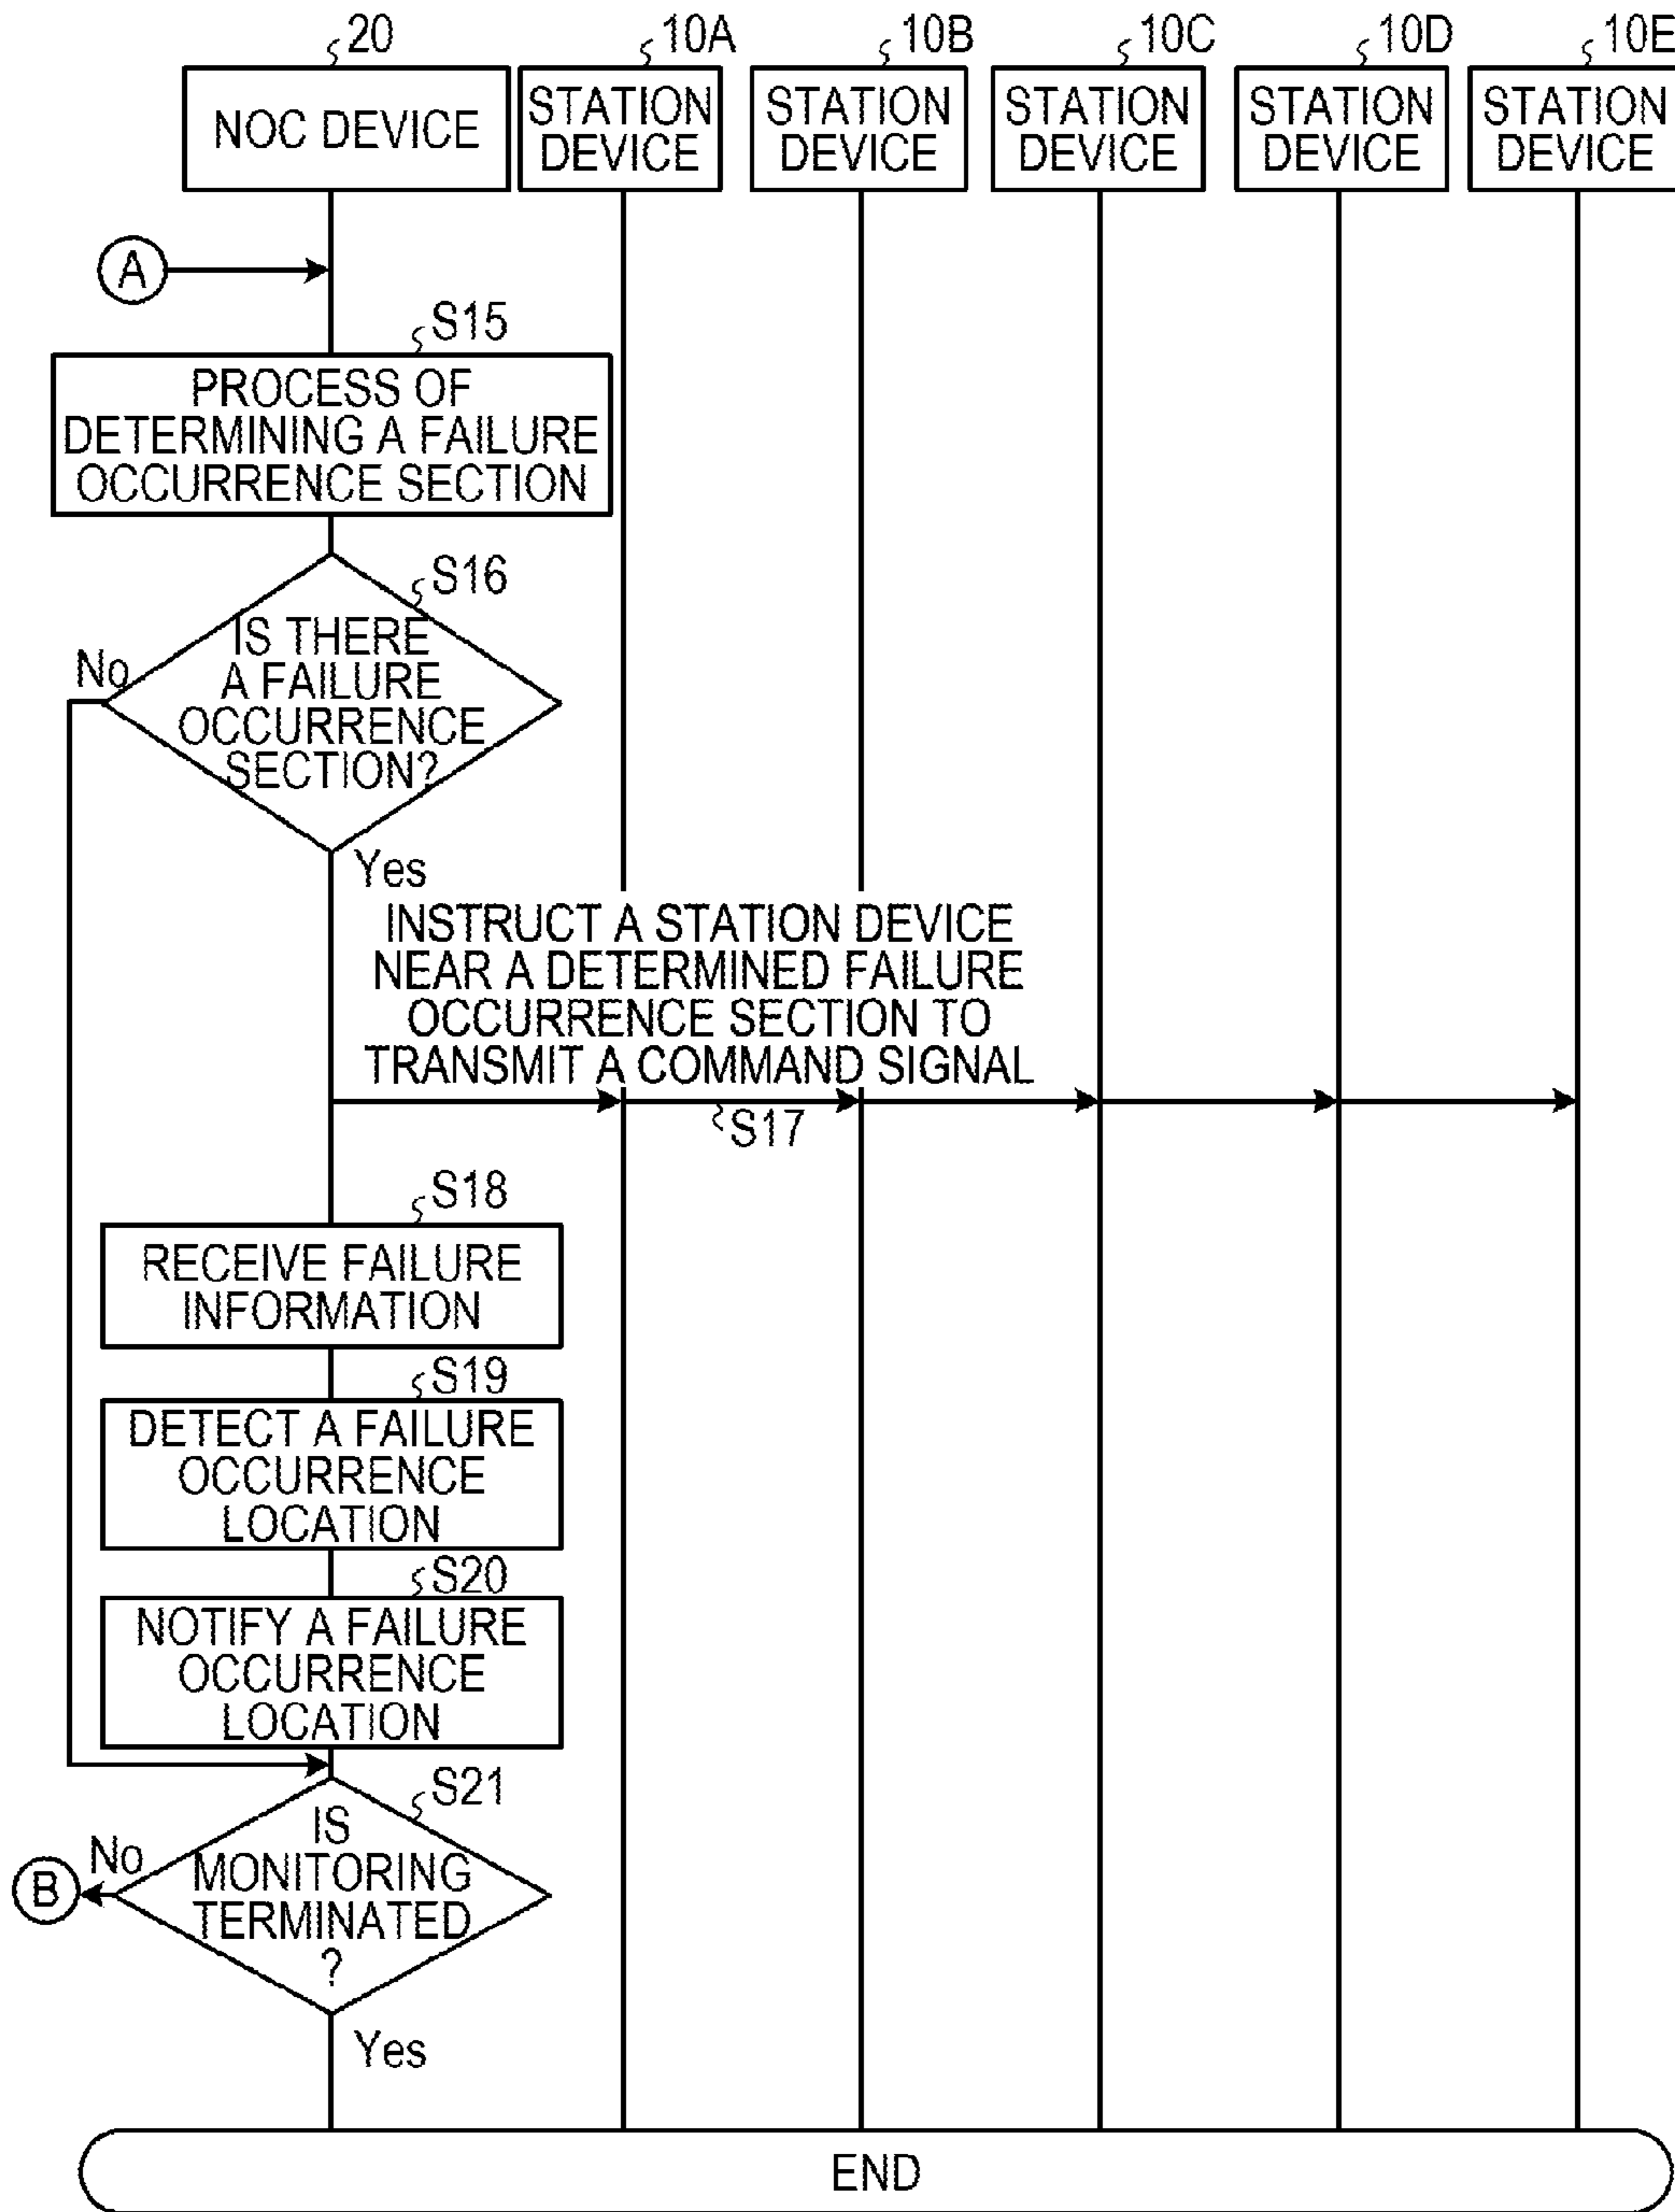 20
10A
10B
10C
10D
10E
NOC DEVICE
STATION
DEVICE
STATION
DEVICE
STATION
DEVICE
STATION
DEVICE
STATION
DEVICE
A
S15
PROCESS OF
DETERMINING A FAILURE
OCCURRENCE SECTION
S16
IS THERE
A FAILURE
OCCURRENCE
SECTION?
No
Yes
INSTRUCT A STATION DEVICE
NEAR A DETERMINED FAILURE
OCCURRENCE SECTION TO
TRANSMIT A COMMAND SIGNAL
S17
S18
RECEIVE FAILURE
INFORMATION
S19
DETECT A FAILURE
OCCURRENCE
LOCATION
S20
NOTIFY A FAILURE
OCCURRENCE
LOCATION
S21
IS
MONITORING
TERMINATED
?
No
B
Yes
END